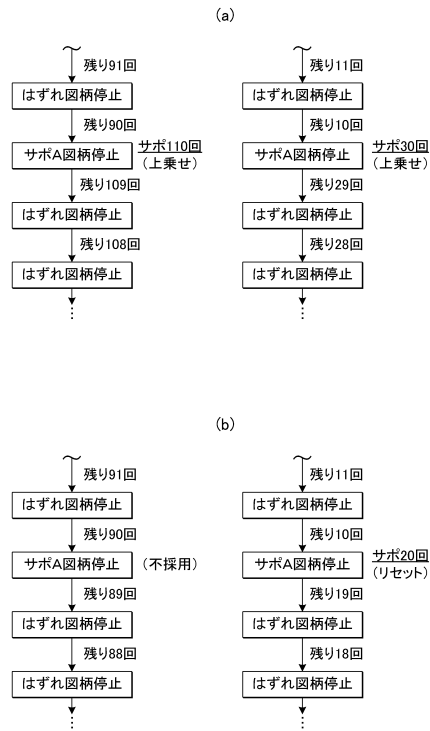 (a)
残り91回
はずれ図柄停止
残り90回
サポA図柄停止
サポ110回
(上乗せ)
残り109回
はずれ図柄停止
残り108回
はずれ図柄停止
⋮
残り11回
はずれ図柄停止
残り10回
サポA図柄停止
サポ30回
(上乗せ)
残り29回
はずれ図柄停止
残り28回
はずれ図柄停止
⋮
(b)
残り91回
はずれ図柄停止
残り90回
サポA図柄停止
(不採用)
残り89回
はずれ図柄停止
残り88回
はずれ図柄停止
⋮
残り11回
はずれ図柄停止
残り10回
サポA図柄停止
サポ20回
(リセット)
残り19回
はずれ図柄停止
残り18回
はずれ図柄停止
⋮